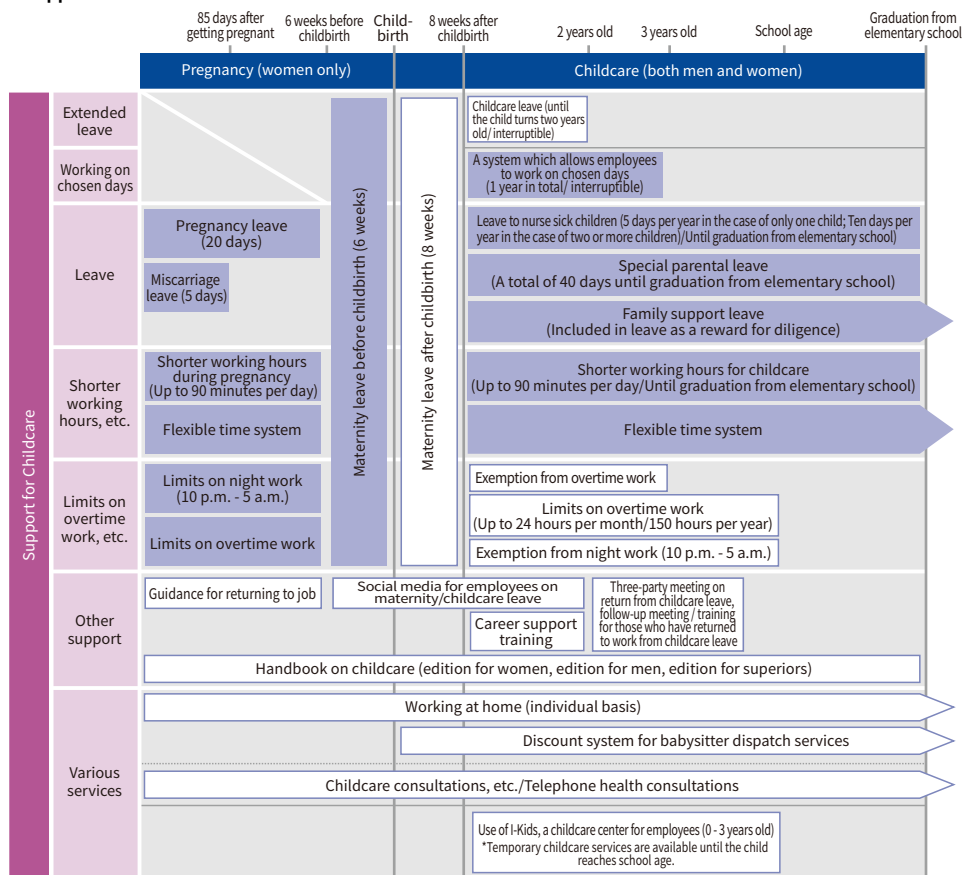 85 days after
getting pregnant
6 weeks before
childbirth
Child-
birth
8 weeks after
childbirth
2 years old
3 years old
School age
Graduation from
elementary school
Pregnancy (women only)
Childcare (both men and women)
Support for Childcare
Extended
leave
Childcare leave (until
the child turns two years
old/ interruptible)
Working on
chosen days
A system which allows employees
to work on chosen days
(1 year in total/ interruptible)
Maternity leave before childbirth (6 weeks)
Maternity leave after childbirth (8 weeks)
Leave
Pregnancy leave
(20 days)
Miscarriage
leave (5 days)
Leave to nurse sick children (5 days per year in the case of only one child; Ten days per
year in the case of two or more children)/Until graduation from elementary school)
Special parental leave
(A total of 40 days until graduation from elementary school)
Family support leave
(Included in leave as a reward for diligence)
Shorter
working
hours, etc.
Shorter working hours
during pregnancy
(Up to 90 minutes per day)
Flexible time system
Shorter working hours for childcare
(Up to 90 minutes per day/Until graduation from elementary school)
Flexible time system
Limits on
overtime
work, etc.
Limits on night work
(10 p.m. - 5 a.m.)
Limits on overtime work
Exemption from overtime work
Limits on overtime work
(Up to 24 hours per month/150 hours per year)
Exemption from night work (10 p.m. - 5 a.m.)
Other
support
Guidance for returning to job
Social media for employees on
maternity/childcare leave
Career support
training
Three-party meeting on
return from childcare leave,
follow-up meeting / training
for those who have returned
to work from childcare leave
Handbook on childcare (edition for women, edition for men, edition for superiors)
Various
services
Working at home (individual basis)
Discount system for babysitter dispatch services
Childcare consultations, etc./Telephone health consultations
Use of I-Kids, a childcare center for employees (0 - 3 years old)
*Temporary childcare services are available until the child
reaches school age.